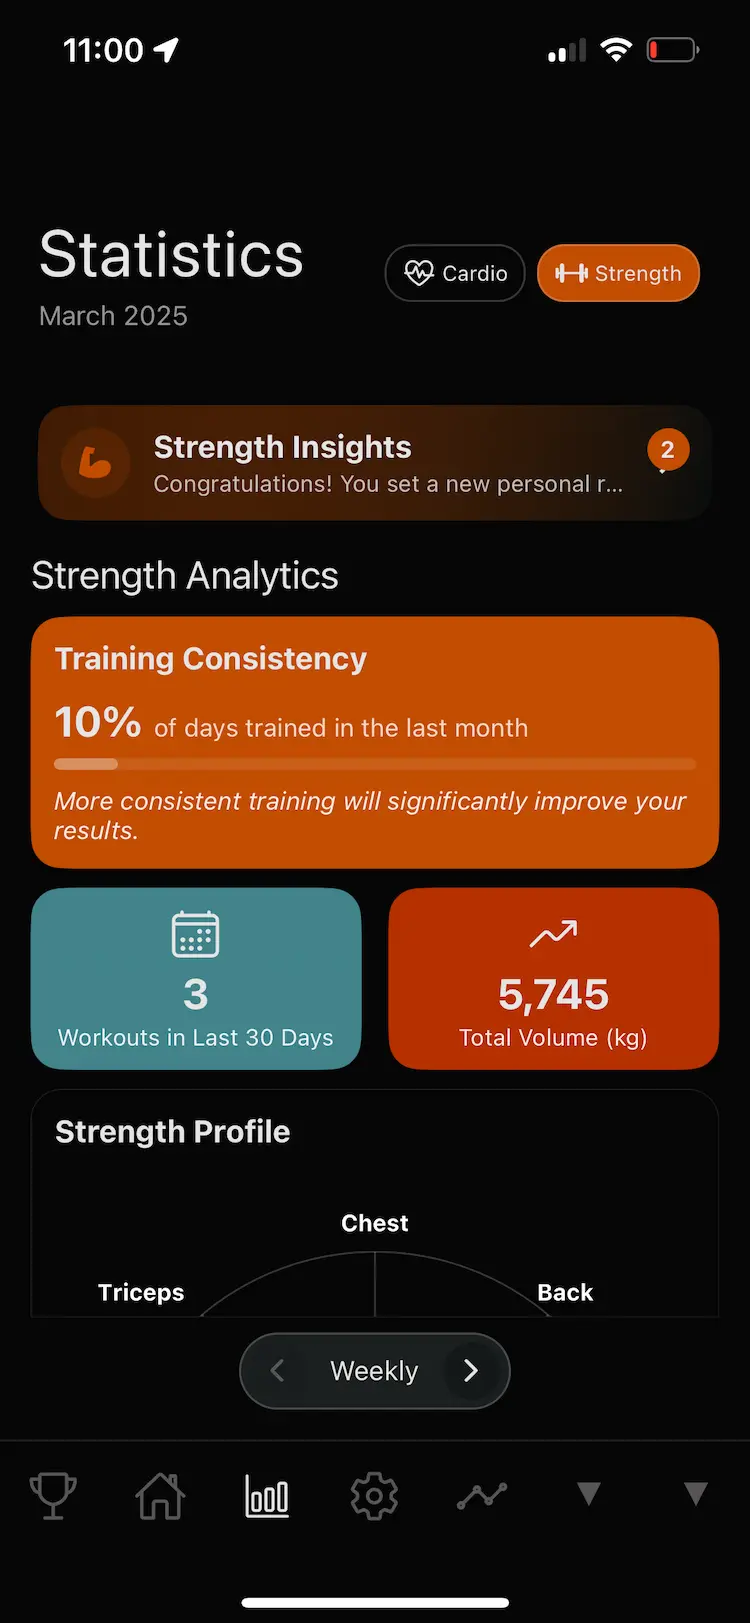 11:00
Statistics
March 2025
Cardio
Strength
Strength Insights
Congratulations! You set a new personal r...
2
Strength Analytics
Training Consistency
10% of days trained in the last month
More consistent training will significantly improve your
results.
3
Workouts in Last 30 Days
5,745
Total Volume (kg)
Strength Profile
Chest
Triceps
Back
Weekly